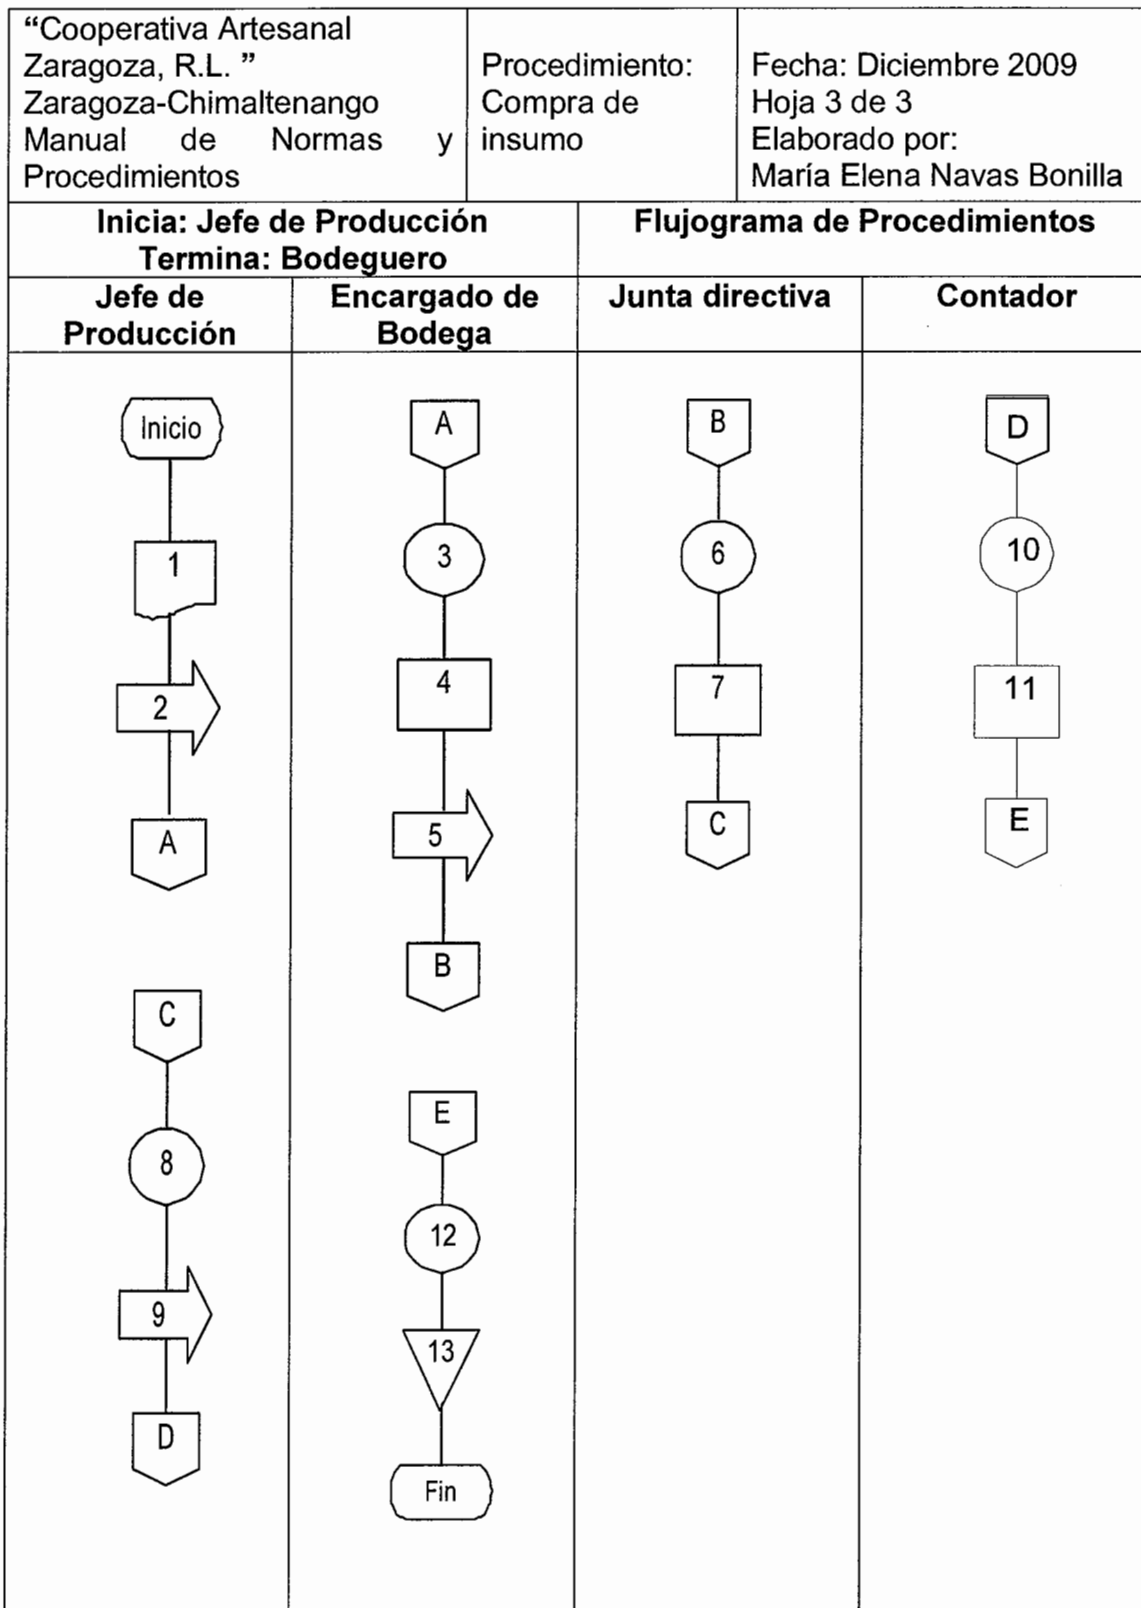 “Cooperativa Artesanal
Zaragoza, R.L. ”
Zaragoza-Chimaltenango
Manual de Normas y
Procedimientos
Procedimiento:
Compra de
insumo
Fecha: Diciembre 2009
Hoja 3 de 3
Elaborado por:
María Elena Navas Bonilla
Inicia: Jefe de Producción
Termina: Bodeguero
Flujograma de Procedimientos
Jefe de
Producción
Encargado de
Bodega
Junta directiva
Contador
Inicio
1
2
A
C
8
9
D
A
3
4
5
B
E
12
13
Fin
B
6
7
C
D
10
11
E